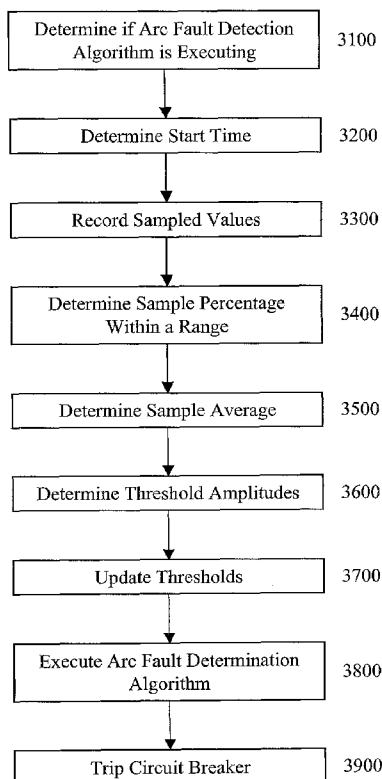 Determine if Arc Fault Detection
Algorithm is Executing
3100
Determine Start Time
3200
Record Sampled Values
3300
Determine Sample Percentage
Within a Range
3400
Determine Sample Average
3500
Determine Threshold Amplitudes
3600
Update Thresholds
3700
Execute Arc Fault Determination
Algorithm
3800
Trip Circuit Breaker
3900